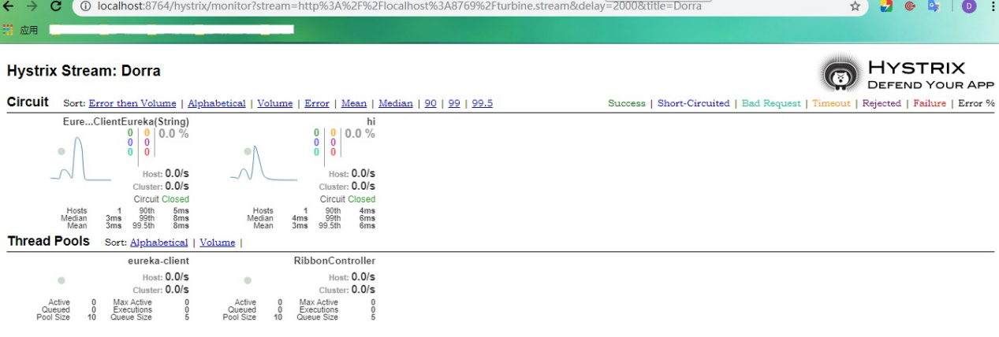 localhost:8764/hystrix/monitor?stream=http%3A%2F%2Flocalhost%3A8769%2Fturbine.stream&delay=2000&title=Dorra
D
应用
Hystrix Stream: Dorra
HYSTRIX
DEFEND YOUR APP
Circuit Sort: Error then Volume | Alphabetical | Volume | Error | Mean | Median | 90 | 99 | 99.5 Success | Short-Circuited | Bad Request | Timeout | Rejected | Failure | Error %
Eure...ClientEureka(String) hi
0 0 0.0 % 0 0 0.0 %
0 0 0 0
0 0 0 0
Host: 0.0/s Host: 0.0/s
Cluster: 0.0/s Cluster: 0.0/s
Circuit Closed Circuit Closed
Hosts 1 90th 5ms Hosts 1 90th 4ms
Median 3ms 99th 8ms Median 4ms 99th 6ms
Mean 3ms 99.5th 8ms Mean 3ms 99.5th 6ms
Thread Pools Sort: Alphabetical | Volume |
eureka-client RibbonController
Host: 0.0/s Host: 0.0/s
Cluster: 0.0/s Cluster: 0.0/s
Active 0 Max Active 0 Active 0 Max Active 0
Queued 0 Executions 0 Queued 0 Executions 0
Pool Size 10 Queue Size 5 Pool Size 10 Queue Size 5